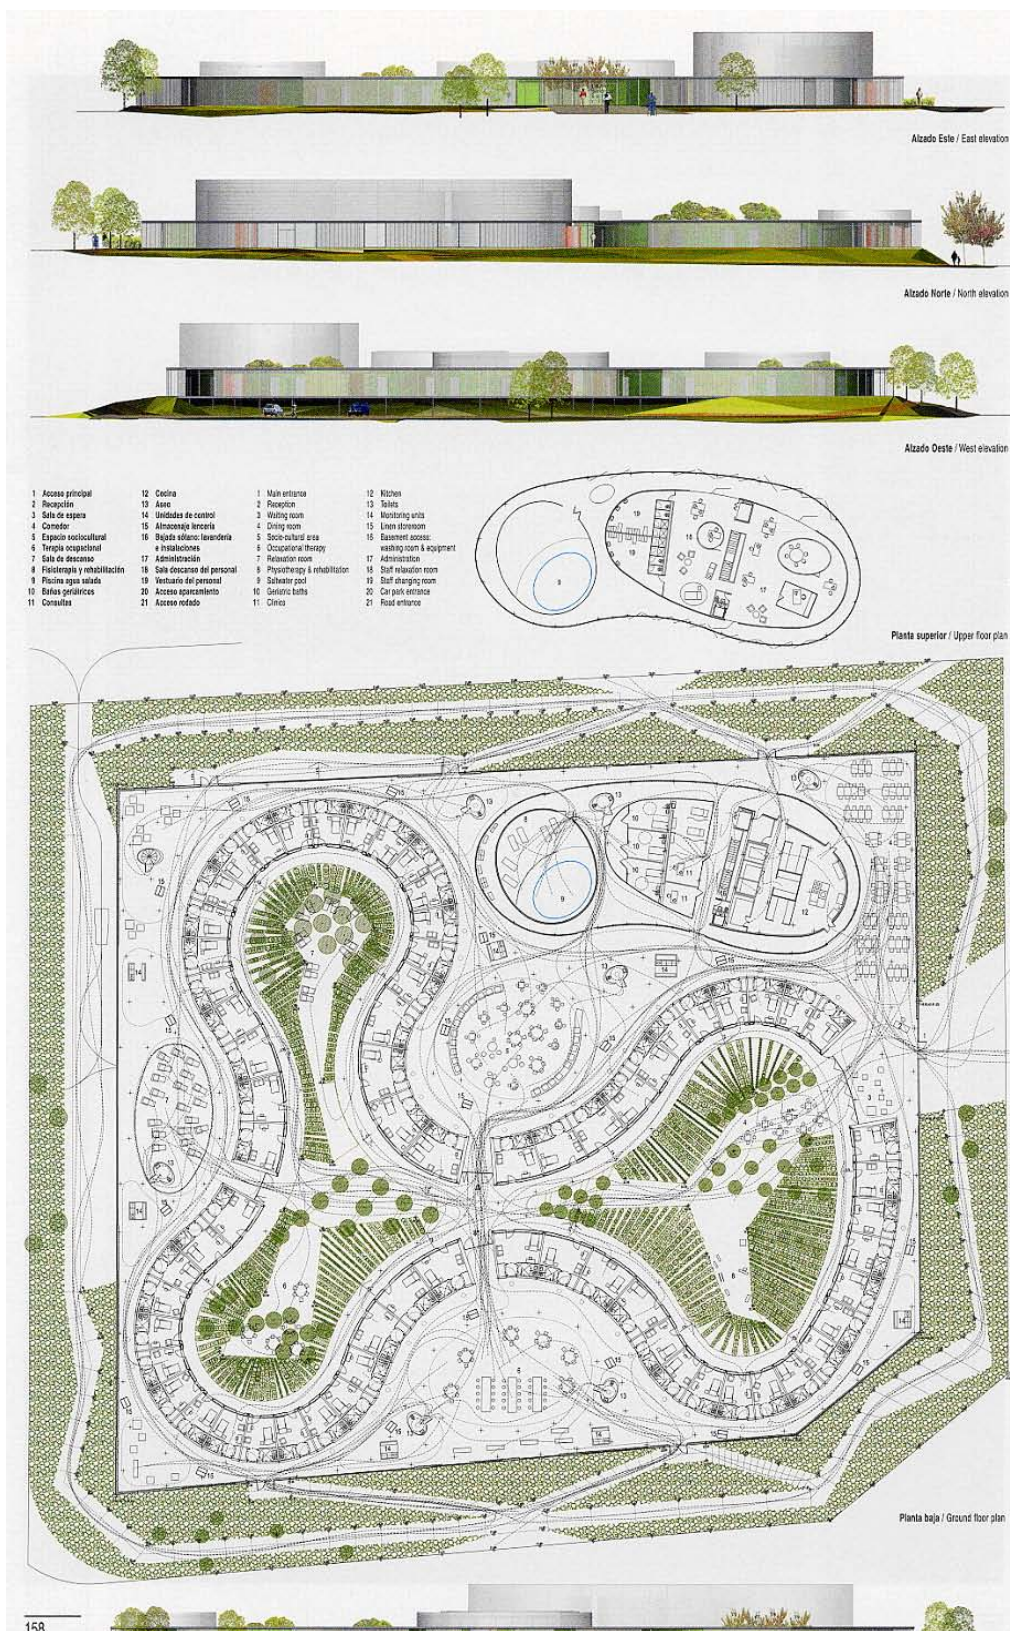 Alzado Este / East elevation
Alzado Norte / North elevation
Alzado Oeste / West elevation
1 Acceso principal
2 Recepción
3 Sala de espera
4 Comedor
5 Espacio sociocultural
6 Terapia ocupacional
7 Sala de descanso
8 Fisioterapia y rehabilitación
9 Piscina agua salada
10 Baños geriátricos
11 Consultas
12 Cocina
13 Aseo
14 Unidades de control
15 Almacenaje lencería
16 Bajada sótano: lavandería
e instalaciones
17 Administración
18 Sala descanso del personal
19 Vestuario del personal
20 Acceso aparcamiento
21 Acceso rodado
1 Main entrance
2 Reception
3 Waiting room
4 Dining room
5 Socio-cultural area
6 Occupational therapy
7 Relaxation room
8 Physiotherapy & rehabilitation
9 Saltwater pool
10 Geriatric baths
11 Clinics
12 Kitchen
13 Toilets
14 Monitoring units
15 Linen storeroom
16 Basement access:
washing room & equipment
17 Administration
18 Staff relaxation room
19 Staff changing room
20 Car park entrance
21 Road entrance
Planta superior / Upper floor plan
Planta baja / Ground floor plan
158